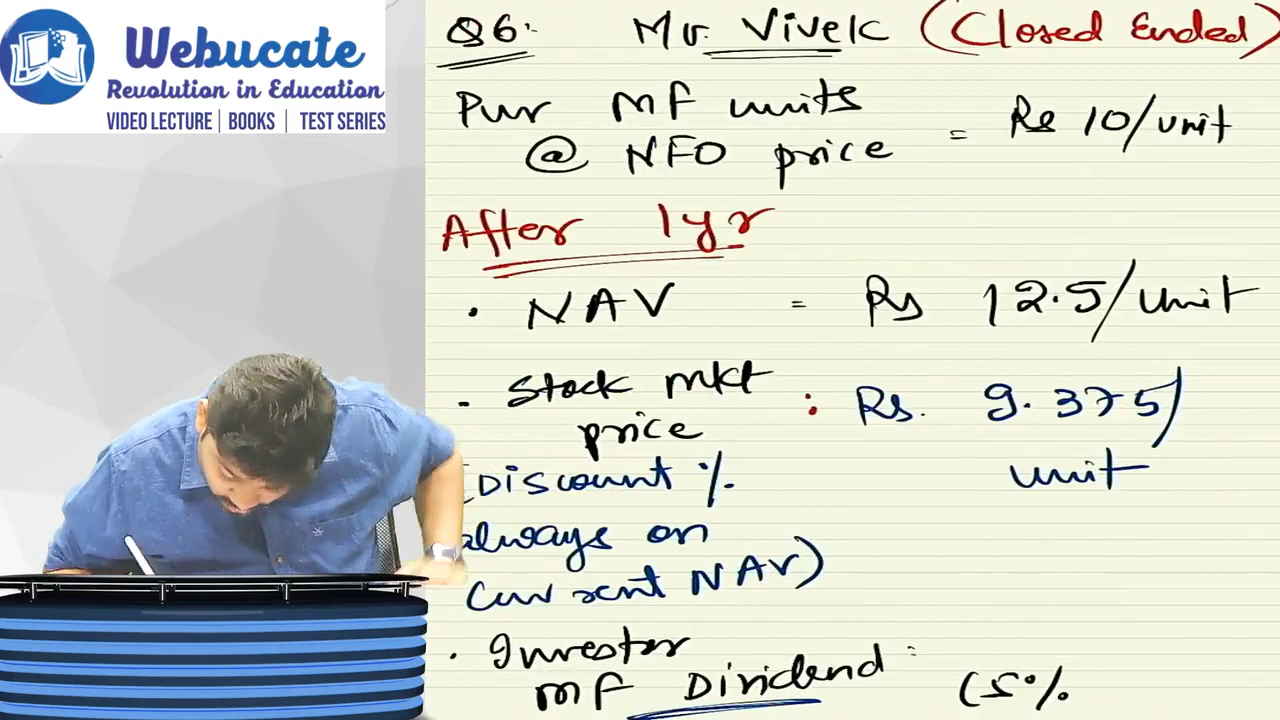 Webucate
Revolution in Education
VIDEO LECTURE | BOOKS | TEST SERIES
Q6: Mr. Vivek (Closed Ended)
Pur MF units
@ NFO price = Rs 10/unit
After 1yr
• NAV = Rs 12.5/unit
• Stock mkt price : Rs. 9.375/unit
(Discount %
always on
current NAV)
• Investor
MF Dividend : (5%